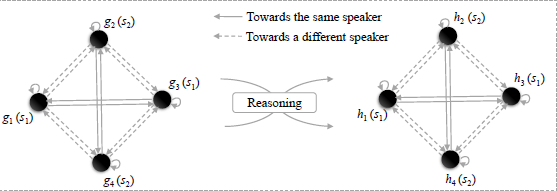 g₂ (s₂)
g₃ (s₁)
g₁ (s₁)
g₄ (s₂)
Towards the same speaker
Towards a different speaker
Reasoning
h₂ (s₂)
h₃ (s₁)
h₁ (s₁)
h₄ (s₂)